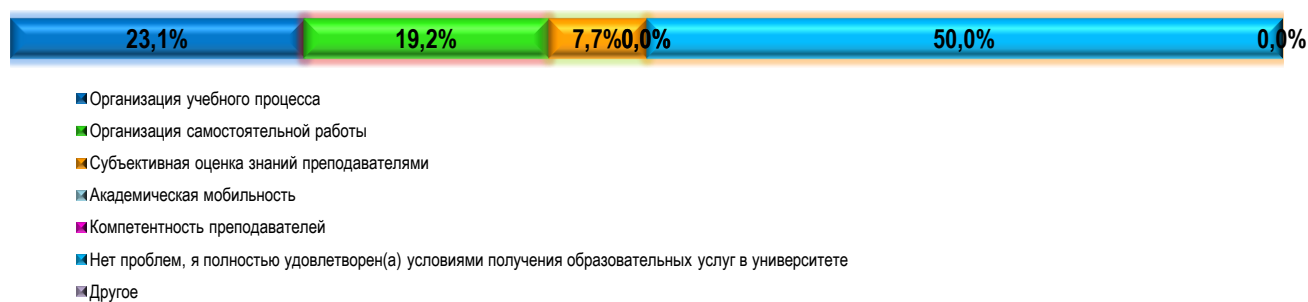 23,1% 19,2% 7,7% 0,0% 50,0% 0,0%
Организация учебного процесса
Организация самостоятельной работы
Субъективная оценка знаний преподавателями
Академическая мобильность
Компетентность преподавателей
Нет проблем, я полностью удовлетворен(а) условиями получения образовательных услуг в университете
Другое